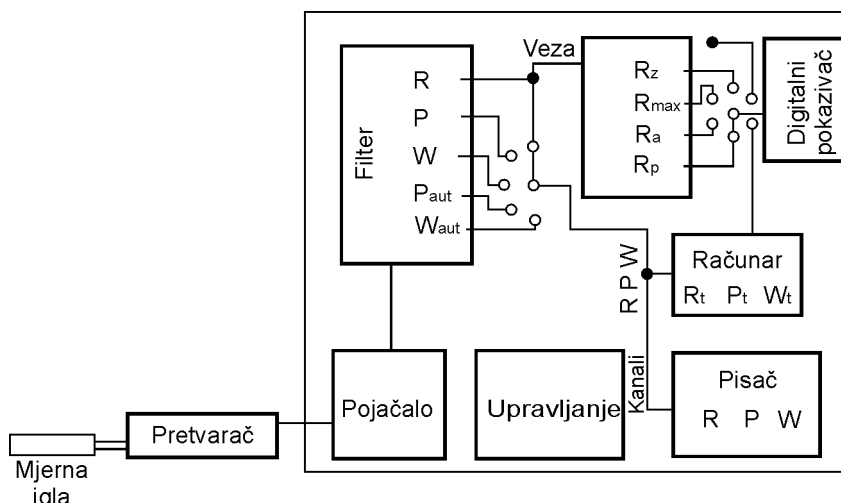 Veza
Filter
R
P
W
Paut
Waut
Rz
Rmax
Ra
Rp
Digitalni
pokazivač
R P W
Kanali
Računar
Rt Pt Wt
Pojačalo
Upravljanje
Pisač
R P W
Pretvarač
Mjerna
igla